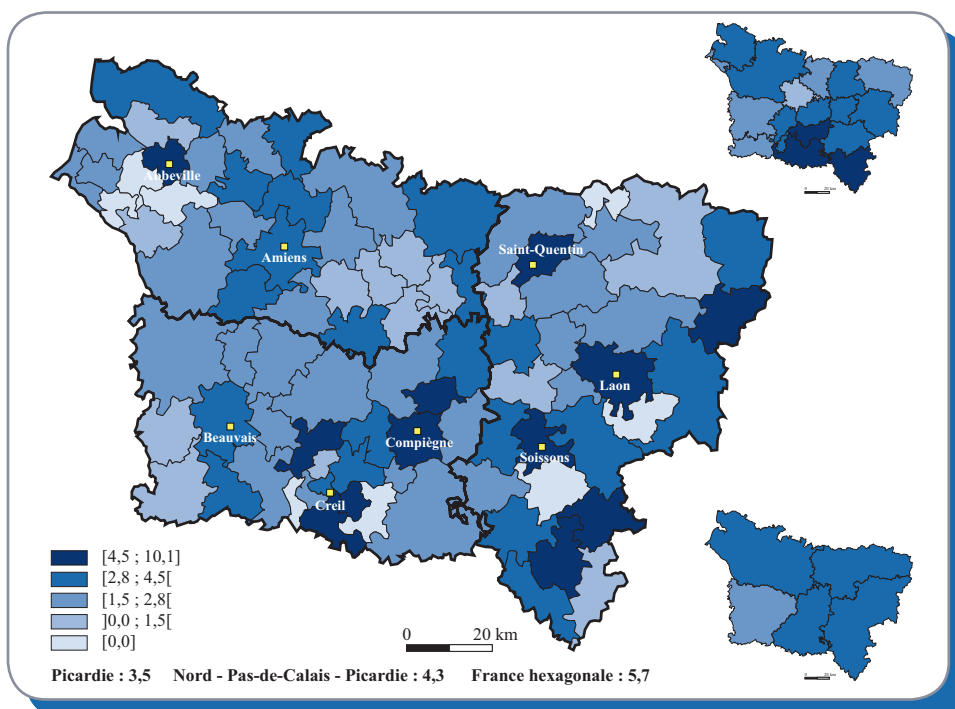 Abbeville
Amiens
Saint-Quentin
Laon
Beauvais
Compiègne
Soissons
Creil
[4,5 ; 10,1]
[2,8 ; 4,5[
[1,5 ; 2,8[
]0,0 ; 1,5[
[0,0]
0 20 km
Picardie : 3,5 Nord - Pas-de-Calais - Picardie : 4,3 France hexagonale : 5,7